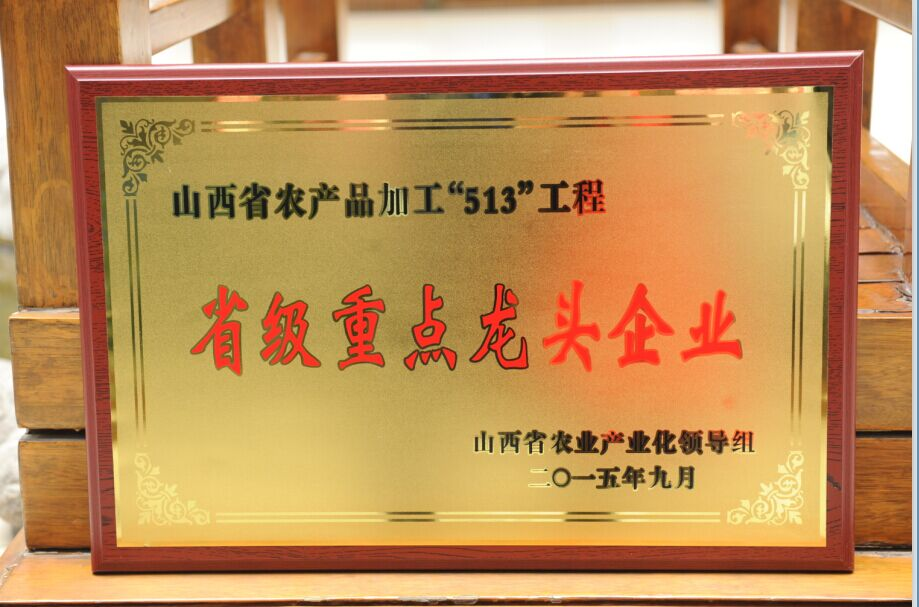 山西省农产品加工“513”工程
省级重点龙头企业
山西省农业产业化领导组
二〇一五年九月